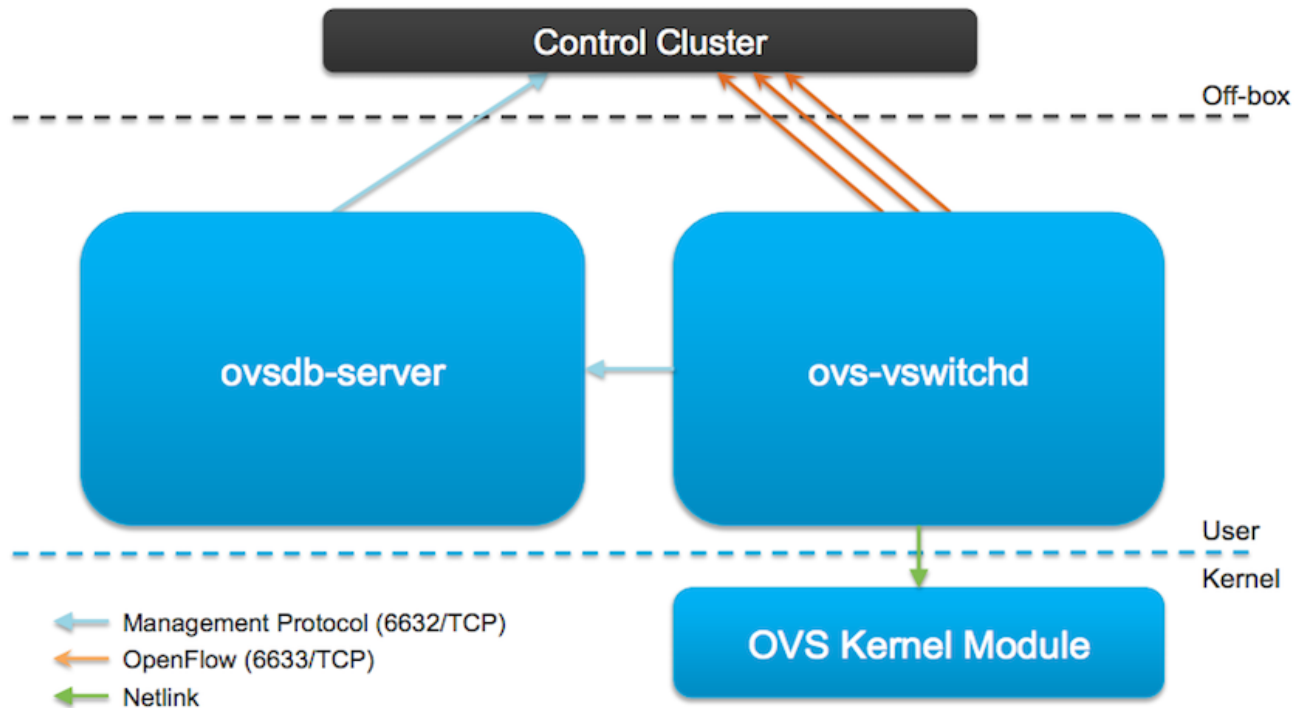 Control Cluster
Off-box
ovsdb-server
ovs-vswitchd
User
Kernel
Management Protocol (6632/TCP)
OpenFlow (6633/TCP)
Netlink
OVS Kernel Module